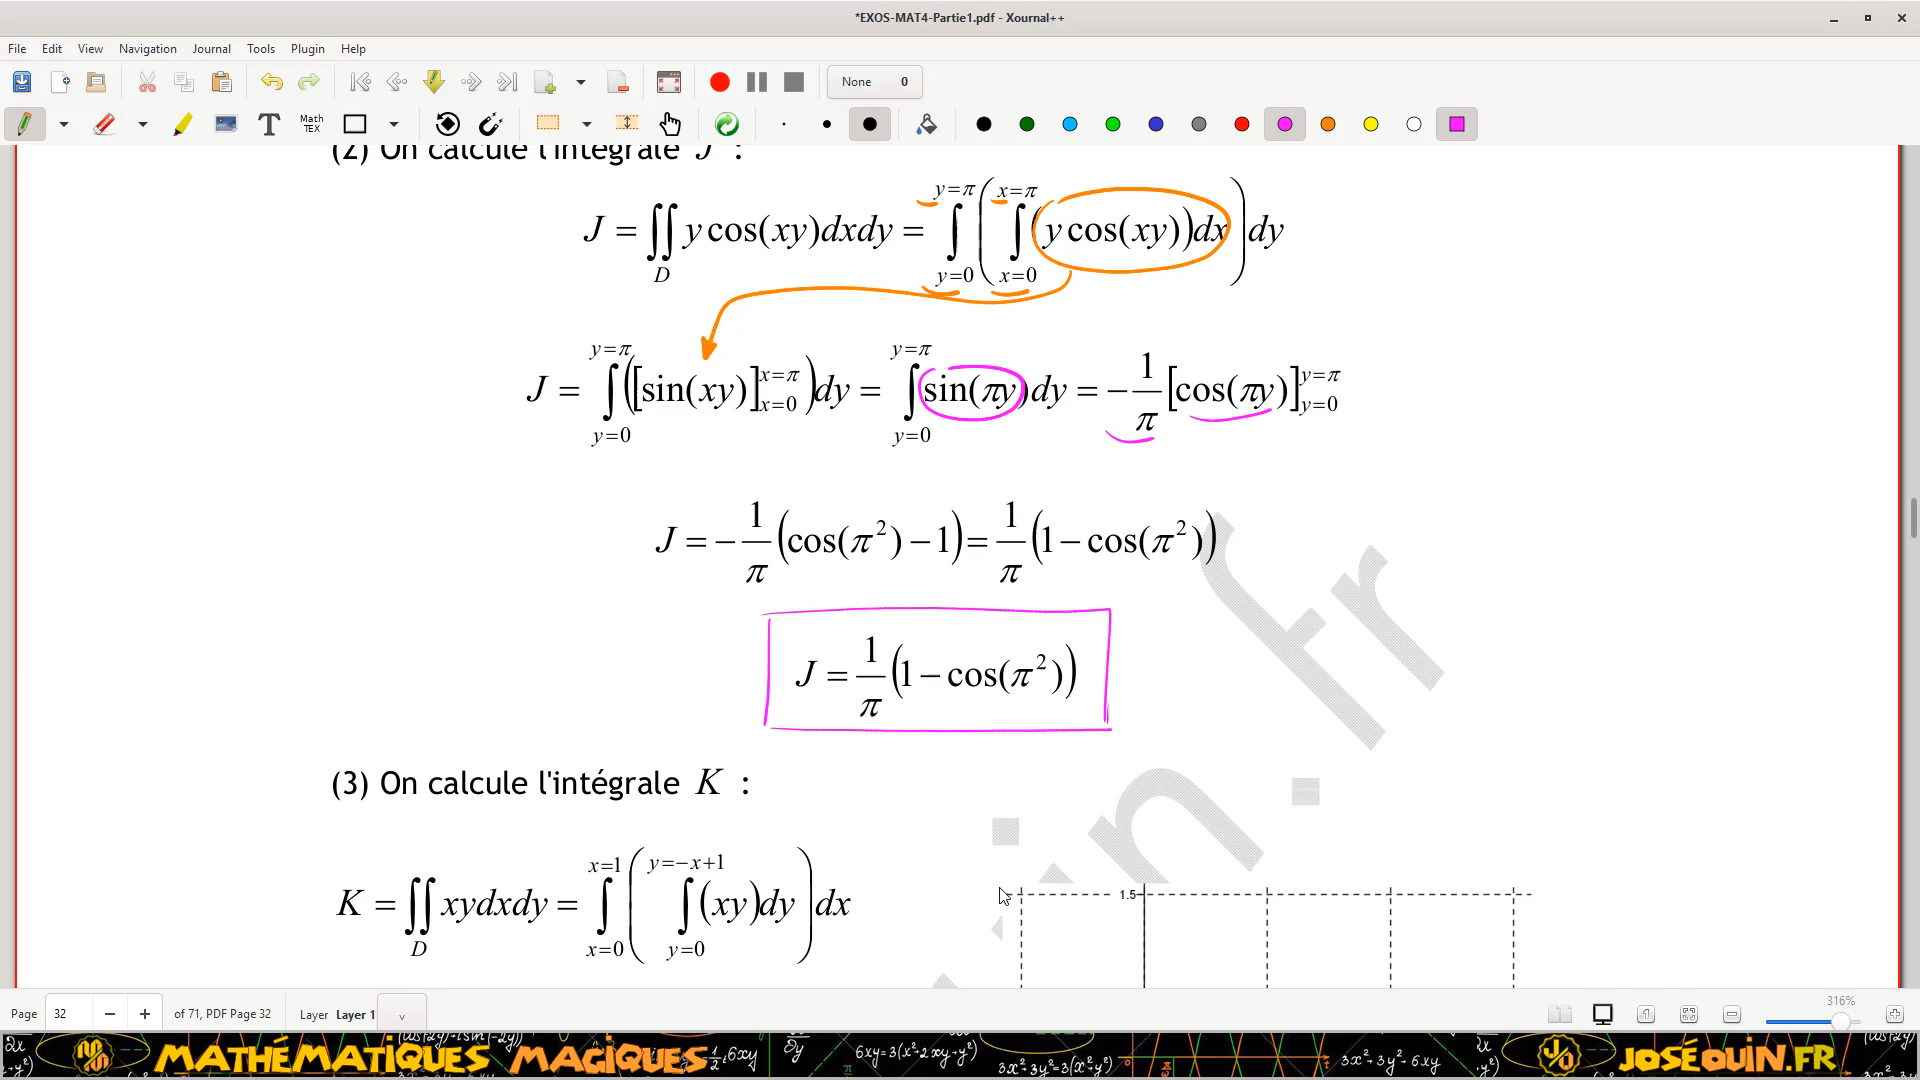 *EXOS-MAT4-Partie1.pdf - Xournal++
File Edit View Navigation Journal Tools Plugin Help
None 0
Math TEX
(2) On calcule l'intégrale J :
J = ∬_D y cos(xy)dxdy = ∫_{y=0}^{y=π} ( ∫_{x=0}^{x=π} (y cos(xy))dx ) dy
J = ∫_{y=0}^{y=π} ([sin(xy)]_{x=0}^{x=π}) dy = ∫_{y=0}^{y=π} sin(πy)dy = − 1/π [cos(πy)]_{y=0}^{y=π}
J = − 1/π (cos(π²) − 1) = 1/π (1 − cos(π²))
J = 1/π (1 − cos(π²))
(3) On calcule l'intégrale K :
K = ∬_D xydxdy = ∫_{x=0}^{x=1} ( ∫_{y=0}^{y=−x+1} (xy)dy ) dx
1.5
in.fr
Page 32 of 71, PDF Page 32 Layer Layer 1 316%
MATHÉMATIQUES MAGIQUES JOSÉOUIN.FR